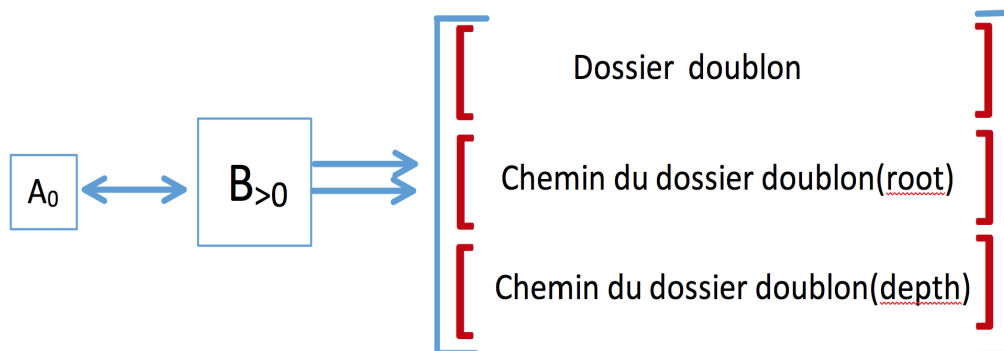 Dossier  doublon
A₀
B>0
Chemin du dossier doublon(root)
Chemin du dossier doublon(depth)